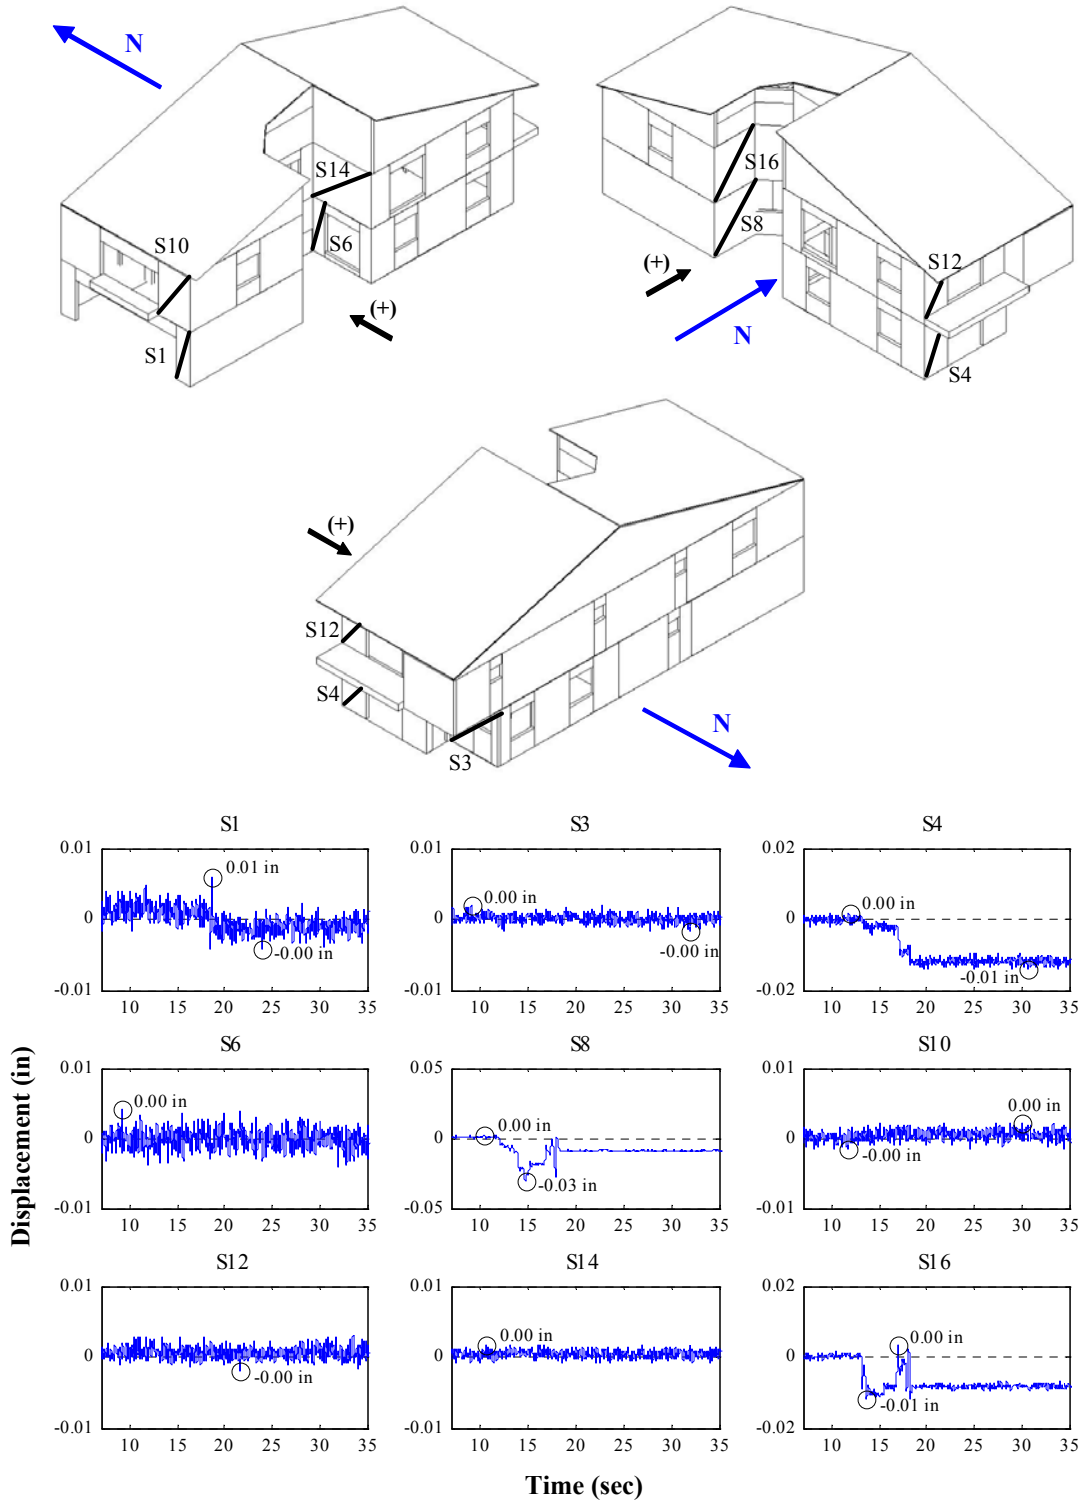 N
N
S14
S16
S10
S6
S8
(+)
S12
(+)
N
S1
S4
(+)
S12
S4
N
S3
Displacement (in)
S1
0.01
0
-0.01
0.01 in
-0.00 in
10 15 20 25 30 35
S3
0.01
0
-0.01
0.00 in
-0.00 in
10 15 20 25 30 35
S4
0.02
0
-0.02
0.00 in
-0.01 in
10 15 20 25 30 35
S6
0.01
0
-0.01
0.00 in
10 15 20 25 30 35
S8
0.05
0
-0.05
0.00 in
-0.03 in
10 15 20 25 30 35
S10
0.01
0
-0.01
0.00 in
-0.00 in
10 15 20 25 30 35
S12
0.01
0
-0.01
-0.00 in
10 15 20 25 30 35
S14
0.01
0
-0.01
0.00 in
10 15 20 25 30 35
S16
0.02
0
-0.02
0.00 in
-0.01 in
10 15 20 25 30 35
Time (sec)